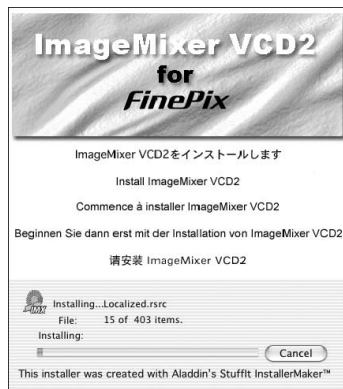 ImageMixer VCD2
for
FinePix
ImageMixer VCD2をインストールします
Install ImageMixer VCD2
Commence à installer ImageMixer VCD2
Beginnen Sie dann erst mit der Installation von ImageMixer VCD2
请安装 ImageMixer VCD2
IMX
Installing...Localized.rsrc
File: 15 of 403 items.
Installing:
Cancel
This installer was created with Aladdin's StuffIt InstallerMaker™